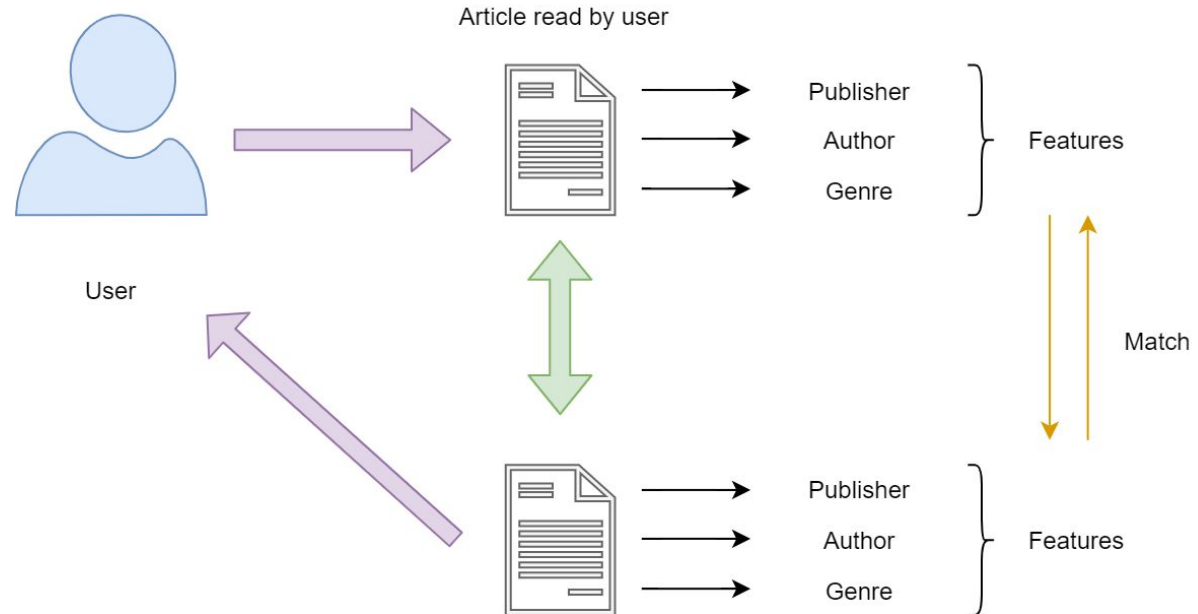 Article read by user
Publisher
Author
Features
Genre
User
Match
Publisher
Author
Features
Genre